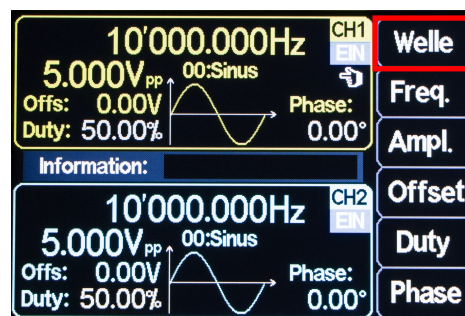 10'000.000Hz CH1
EIN
5.000Vpp 00:Sinus
Offs: 0.00V Phase:
Duty: 50.00% 0.00°
Information:
10'000.000Hz CH2
EIN
5.000Vpp 00:Sinus
Offs: 0.00V Phase:
Duty: 50.00% 0.00°
Welle
Freq.
Ampl.
Offset
Duty
Phase